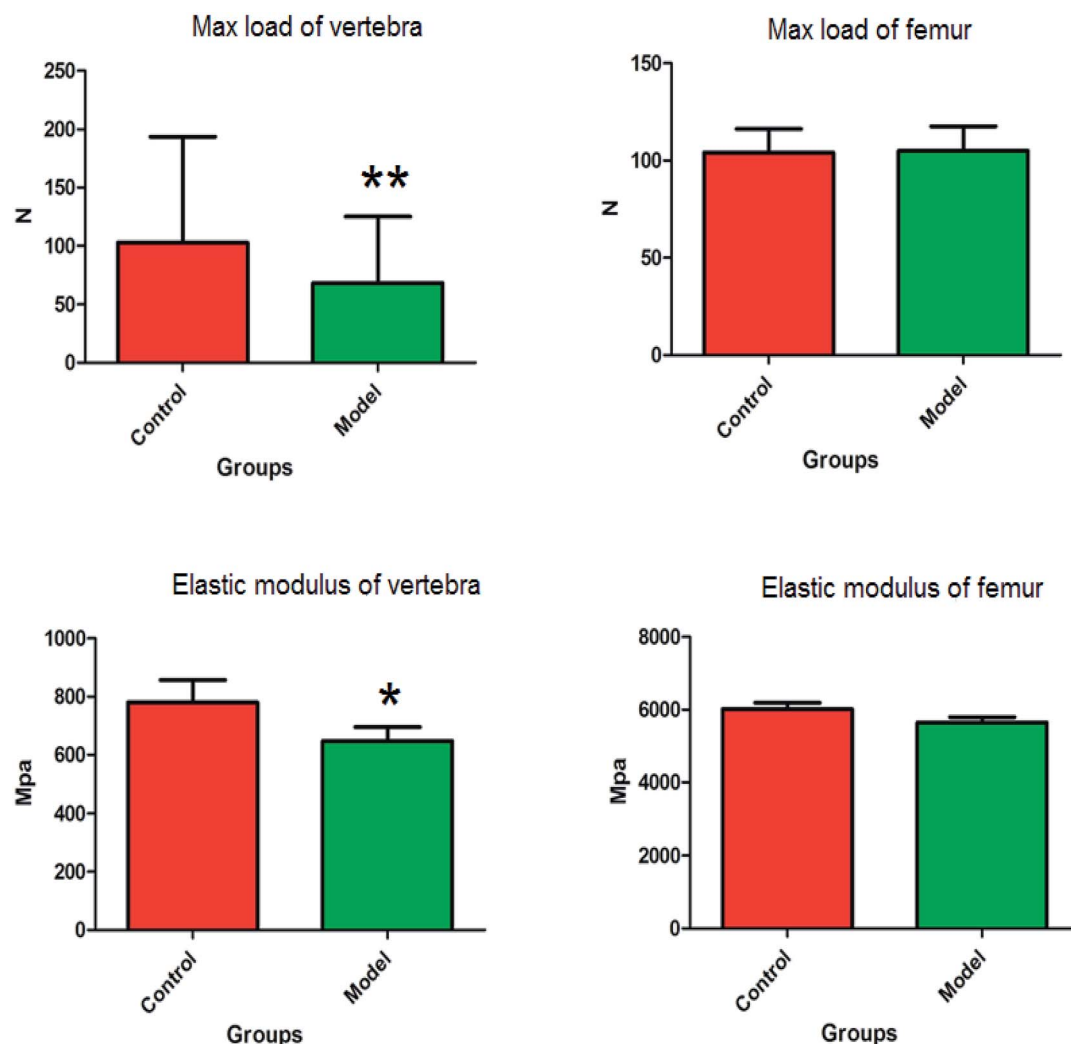 Max load of vertebra
250
200
150
100
50
0
N
**
Control
Model
Groups
Max load of femur
150
100
50
0
N
Control
Model
Groups
Elastic modulus of vertebra
1000
800
600
400
200
0
Mpa
*
Control
Model
Groups
Elastic modulus of femur
8000
6000
4000
2000
0
Mpa
Control
Model
Groups